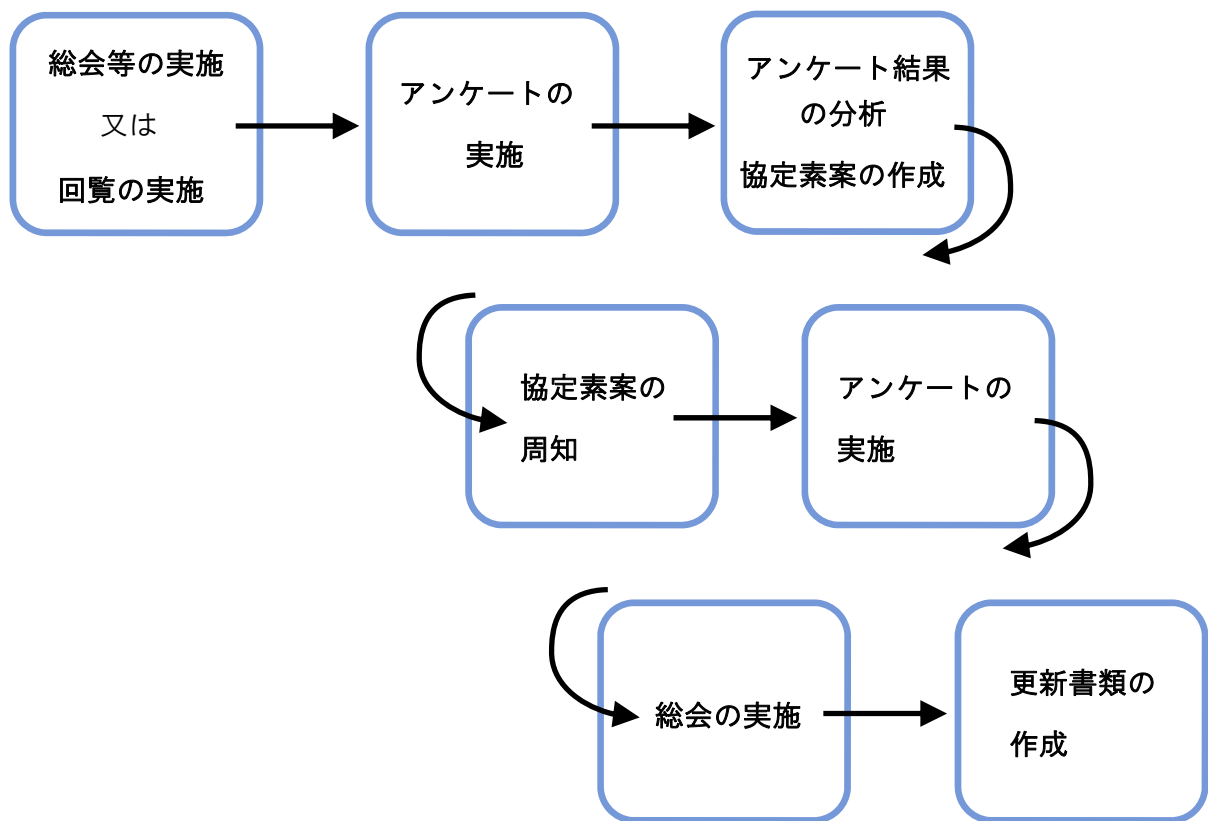 総会等の実施
又は
回覧の実施
アンケートの
実施
アンケート結果
の分析
協定素案の作成
協定素案の
周知
アンケートの
実施
総会の実施
更新書類の
作成